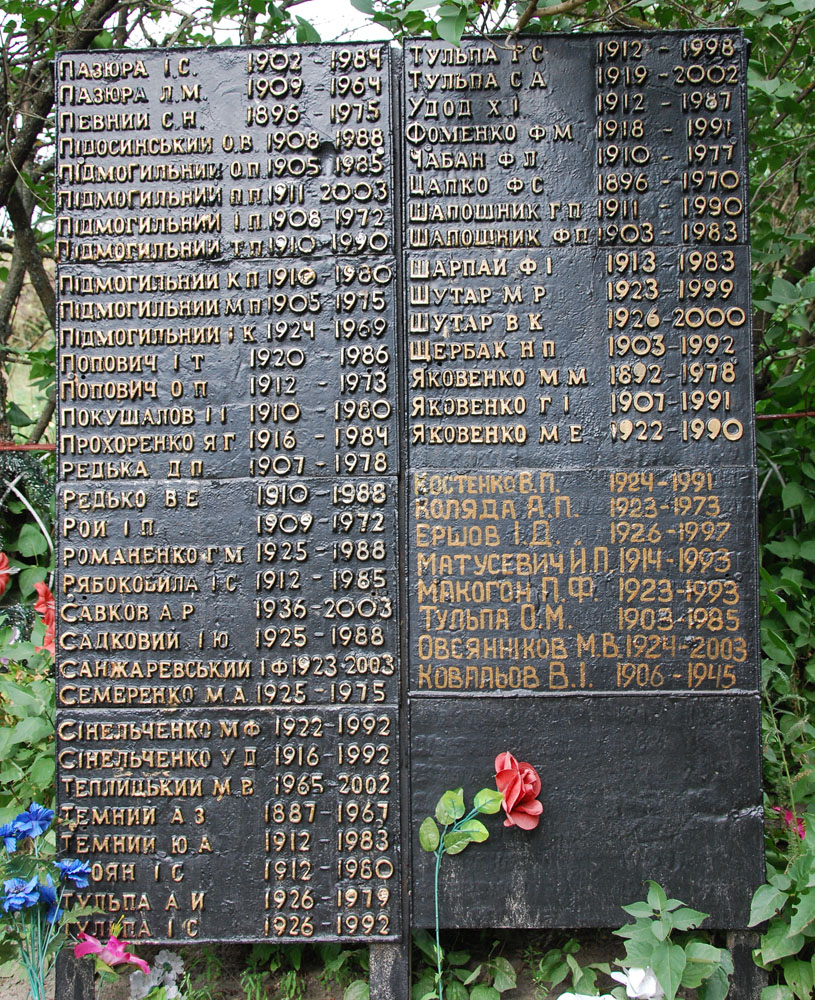 ПАЗЮРА І.С. 1902 - 1984
ПАЗЮРА Л.М. 1909 - 1964
ПЕВНИЙ С.Н. 1896 - 1975
ПІДОСИНСЬКИЙ О.В. 1908 - 1988
ПІДМОГИЛЬНИЙ О П 1905 - 1985
ПІДМОГИЛЬНИЙ П П 1911 - 2003
ПІДМОГИЛЬНИЙ І.П 1908 - 1972
ПІДМОГИЛЬНИЙ Т.П 1910 - 1990
ПІДМОГИЛЬНИЙ К П 1910 - 1980
ПІДМОГИЛЬНИЙ М П 1905 - 1975
ПІДМОГИЛЬНИЙ І К 1924 - 1969
ПОПОВИЧ І Т 1920 - 1986
ПОПОВИЧ О П 1912 - 1973
ПОКУШАЛОВ І І 1910 - 1980
ПРОХОРЕНКО Я Г 1916 - 1984
РЕДЬКА Д П 1907 - 1978
РЕДЬКО В Е 1910 - 1988
РОЙ І П 1909 - 1972
РОМАНЕНКО Г М 1925 - 1988
РЯБОКОБИЛА І С 1912 - 1985
САВКОВ А Р 1936 - 2003
САДКОВИЙ І Ю 1925 - 1988
САНЖАРЕВСЬКИЙ І Ф 1923 - 2003
СЕМЕРЕНКО М А 1925 - 1975
СІНЕЛЬЧЕНКО М Ф 1922 - 1992
СІНЕЛЬЧЕНКО У П 1916 - 1992
ТЕПЛИЦЬКИЙ М В 1965 - 2002
ТЕМНИЙ А З 1887 - 1967
ТЕМНИЙ Ю А 1912 - 1983
ОЯН І С 1912 - 1980
ТУЛЬПА А И 1926 - 1979
ТУЛЬПА І С 1926 - 1992
ТУЛЬПА Г С 1912 - 1998
ТУЛЬПА С А 1919 - 2002
УДОД Х І 1912 - 1987
ФОМЕНКО Ф М 1918 - 1991
ЧАБАН Ф П 1910 - 1977
ЦАПКО Ф С 1896 - 1970
ШАПОШНИК Г П 1911 - 1990
ШАПОШНИК Ф П 1903 - 1983
ШАРПАЙ Ф І 1913 - 1983
ШУТАР М Р 1923 - 1999
ШУТАР В К 1926 - 2000
ЩЕРБАК Н П 1903 - 1992
ЯКОВЕНКО М М 1892 - 1978
ЯКОВЕНКО Г І 1907 - 1991
ЯКОВЕНКО М Е 1922 - 1990
КОСТЕНКО В.П. 1924-1991
КОЛЯДА А.П. 1923-1973
ЕРШОВ І.Д. 1926-1997
МАТУСЕВИЧ И.П 1914-1993
МАКОГОН П.Ф. 1923-1993
ТУЛЬПА О.М. 1903-1985
ОВСЯННІКОВ М.В. 1924-2003
КОВАЛЬОВ В.І. 1906-1945